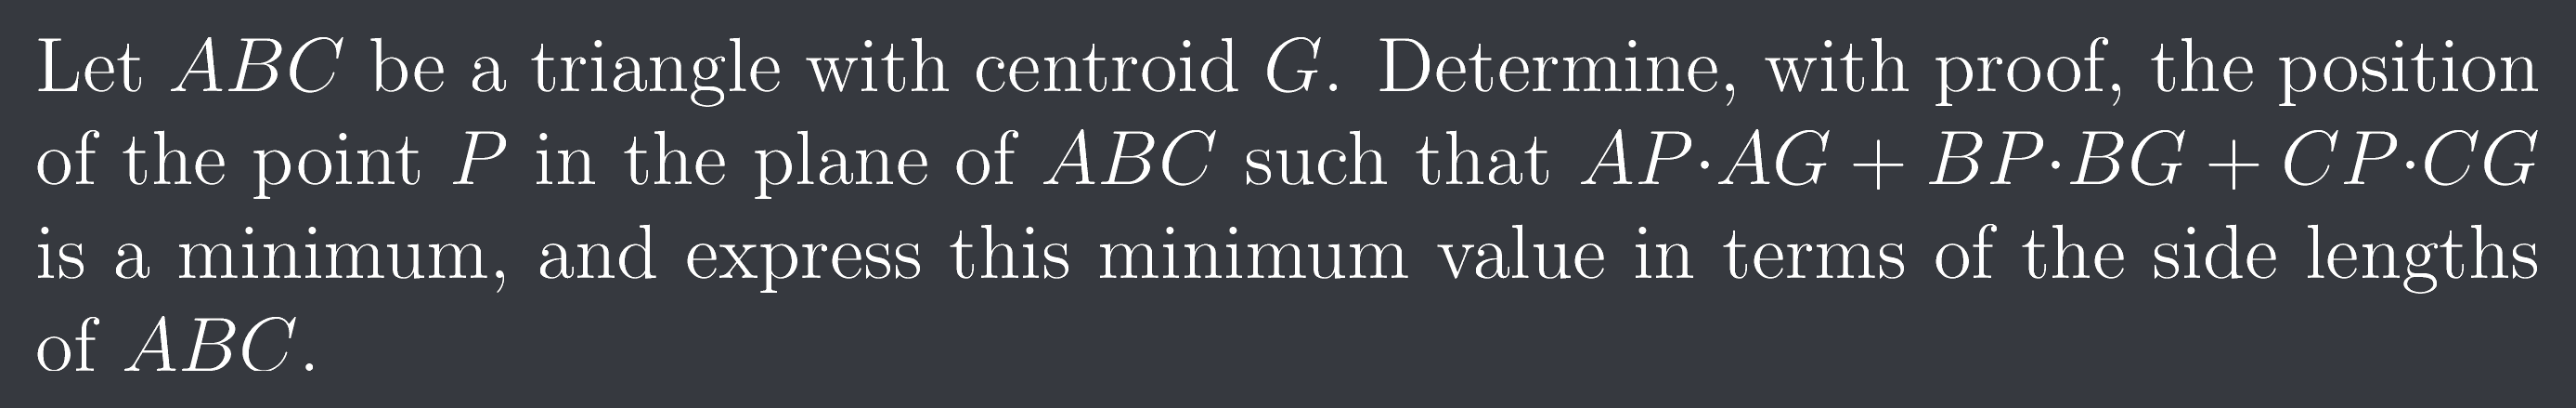 Let ABC be a triangle with centroid G. Determine, with proof, the position
of the point P in the plane of ABC such that AP·AG + BP·BG + CP·CG
is a minimum, and express this minimum value in terms of the side lengths
of ABC.